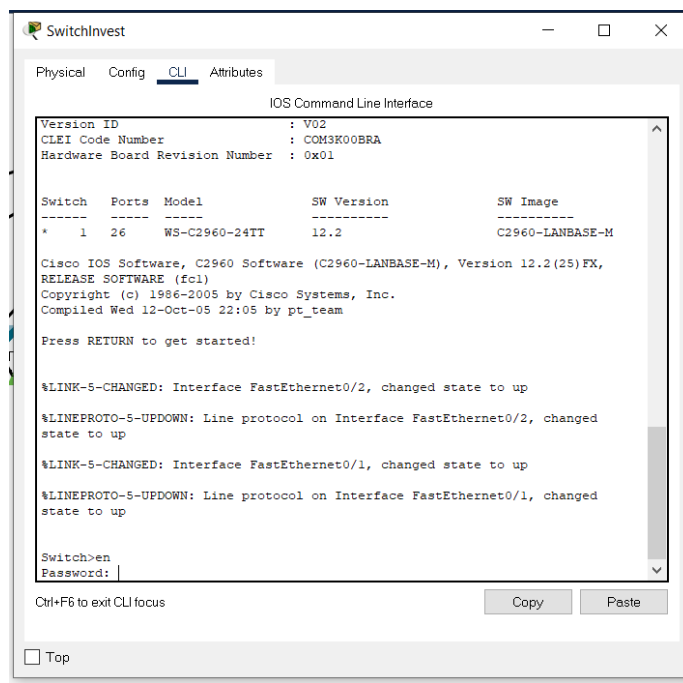 SwitchInvest
Physical Config CLI Attributes
IOS Command Line Interface
Version ID : V02
CLEI Code Number : COM3K00BRA
Hardware Board Revision Number : 0x01
Switch Ports Model SW Version SW Image
------ ----- ----- ---------- ----------
* 1 26 WS-C2960-24TT 12.2 C2960-LANBASE-M
Cisco IOS Software, C2960 Software (C2960-LANBASE-M), Version 12.2(25)FX,
RELEASE SOFTWARE (fc1)
Copyright (c) 1986-2005 by Cisco Systems, Inc.
Compiled Wed 12-Oct-05 22:05 by pt_team
Press RETURN to get started!
%LINK-5-CHANGED: Interface FastEthernet0/2, changed state to up
%LINEPROTO-5-UPDOWN: Line protocol on Interface FastEthernet0/2, changed
state to up
%LINK-5-CHANGED: Interface FastEthernet0/1, changed state to up
%LINEPROTO-5-UPDOWN: Line protocol on Interface FastEthernet0/1, changed
state to up
Switch>en
Password:
Ctrl+F6 to exit CLI focus
Copy Paste
Top